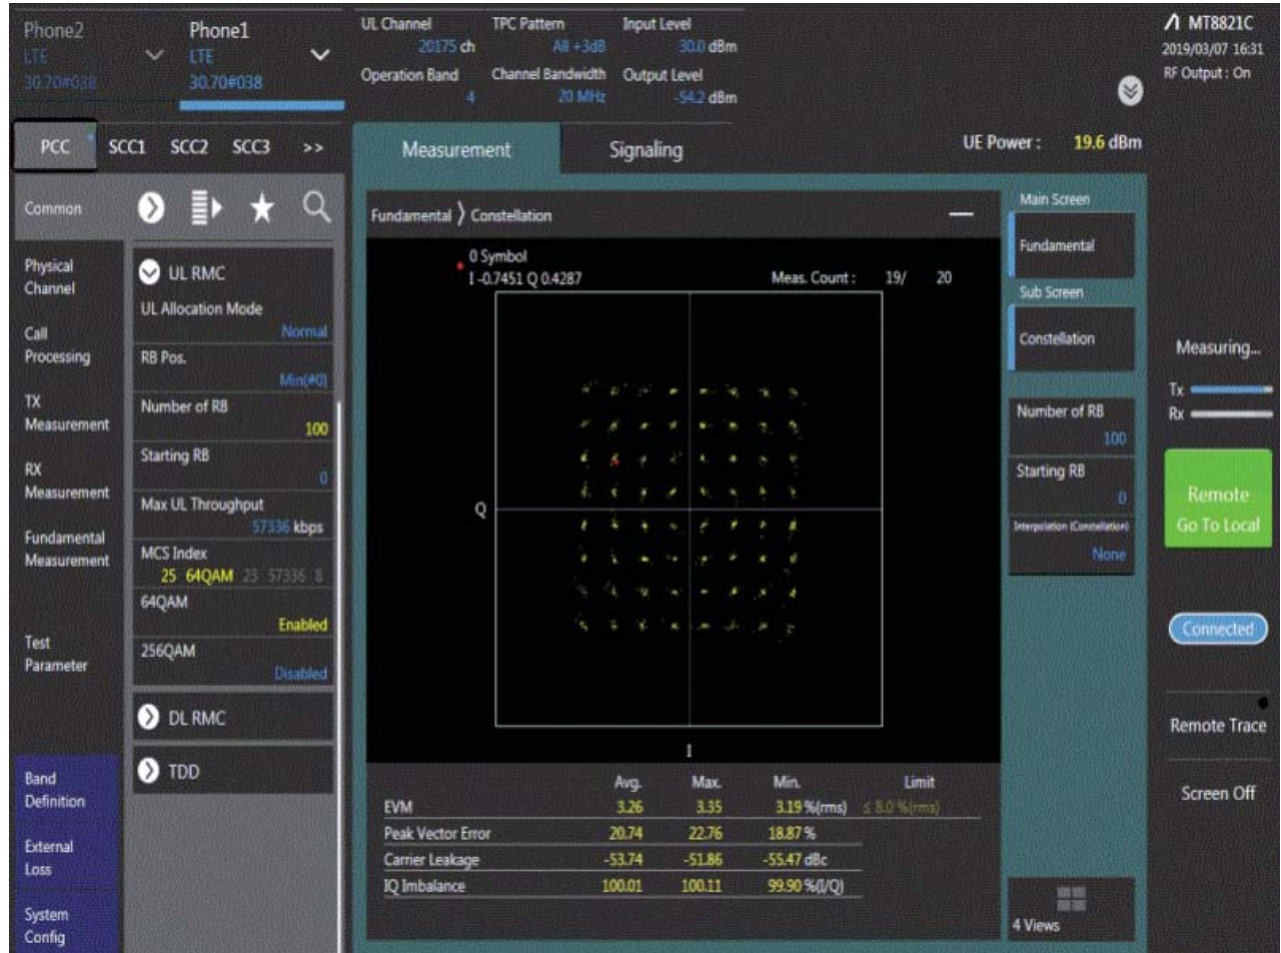 Phone2
LTE
30.70#038
Phone1
LTE
30.70#038
UL Channel
20175 ch
Operation Band
4
TPC Pattern
All +3dB
Channel Bandwidth
20 MHz
Input Level
30.0 dBm
Output Level
-54.2 dBm
MT8821C
2019/03/07 16:31
RF Output : On
PCC SCC1 SCC2 SCC3 >>
Measurement
Signaling
UE Power : 19.6 dBm
Common
Physical
Channel
Call
Processing
TX
Measurement
RX
Measurement
Fundamental
Measurement
Test
Parameter
Band
Definition
External
Loss
System
Config
UL RMC
UL Allocation Mode
Normal
RB Pos.
Min(#0)
Number of RB
100
Starting RB
0
Max UL Throughput
57336 kbps
MCS Index
25 64QAM 23 57336 8
64QAM
Enabled
256QAM
Disabled
DL RMC
TDD
Fundamental 〉 Constellation
0 Symbol
I -0.7451 Q 0.4287
Meas. Count : 19/ 20
Q
I
Avg. Max. Min. Limit
EVM 3.26 3.35 3.19 %(rms) ≤ 8.0 %(rms)
Peak Vector Error 20.74 22.76 18.87 %
Carrier Leakage -53.74 -51.86 -55.47 dBc
IQ Imbalance 100.01 100.11 99.90 %(I/Q)
Main Screen
Fundamental
Sub Screen
Constellation
Number of RB
100
Starting RB
0
Interpolation (Constellation)
None
4 Views
Measuring...
Tx
Rx
Remote
Go To Local
Connected
Remote Trace
Screen Off